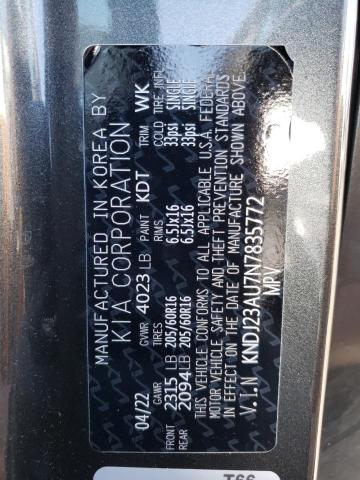 MANUFACTURED IN KOREA BY
KIA CORPORATION
04/22 GVWR 4023 LB PAINT KDT TRIM WK
GAWR TIRES RIMS COLD TIRE INFL
FRONT 2315 LB 205/60R16 6.5Jx16 33psi SINGLE
REAR 2094 LB 205/60R16 6.5Jx16 33psi SINGLE
THIS VEHICLE CONFORMS TO ALL APPLICABLE U.S.A. FEDERAL
MOTOR VEHICLE SAFETY AND THEFT PREVENTION STANDARDS
IN EFFECT ON THE DATE OF MANUFACTURE SHOWN ABOVE.
V.I.N KNDJ23AU7N7835772
MPV
T66